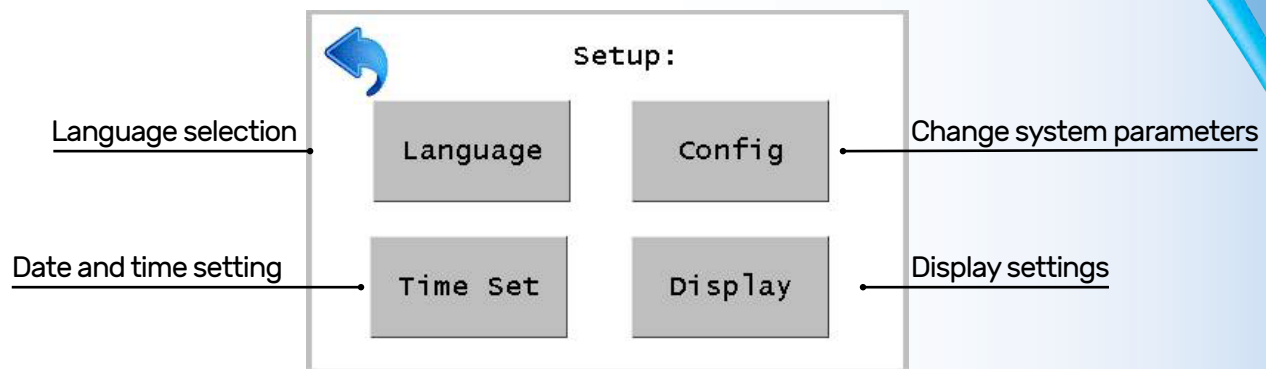 Setup:
Language selection
Language
Config
Change system parameters
Date and time setting
Time Set
Display
Display settings